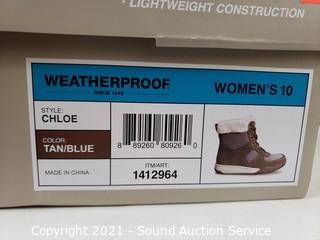 • LIGHTWEIGHT CONSTRUCTION
WEATHERPROOF
SINCE 1948
WOMEN'S 10
STYLE:
CHLOE
COLOR:
TAN/BLUE
MADE IN CHINA
8 89260 80926 0
ITM/ART:
1412964
Copyright 2021 - Sound Auction Service